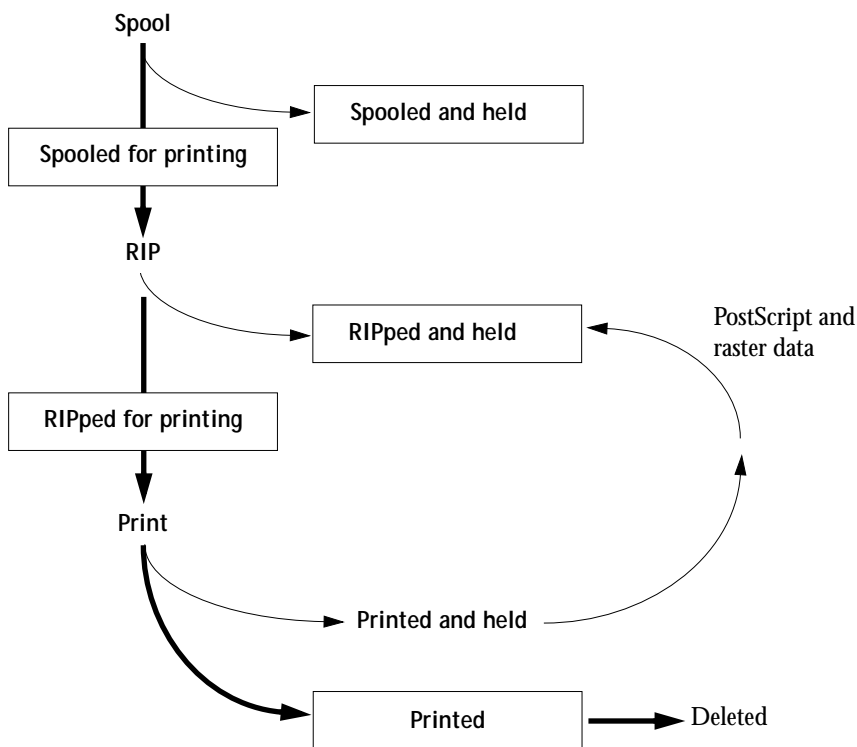 Spool
Spooled and held
Spooled for printing
RIP
RIPped and held
PostScript and
raster data
RIPped for printing
Print
Printed and held
Printed
Deleted